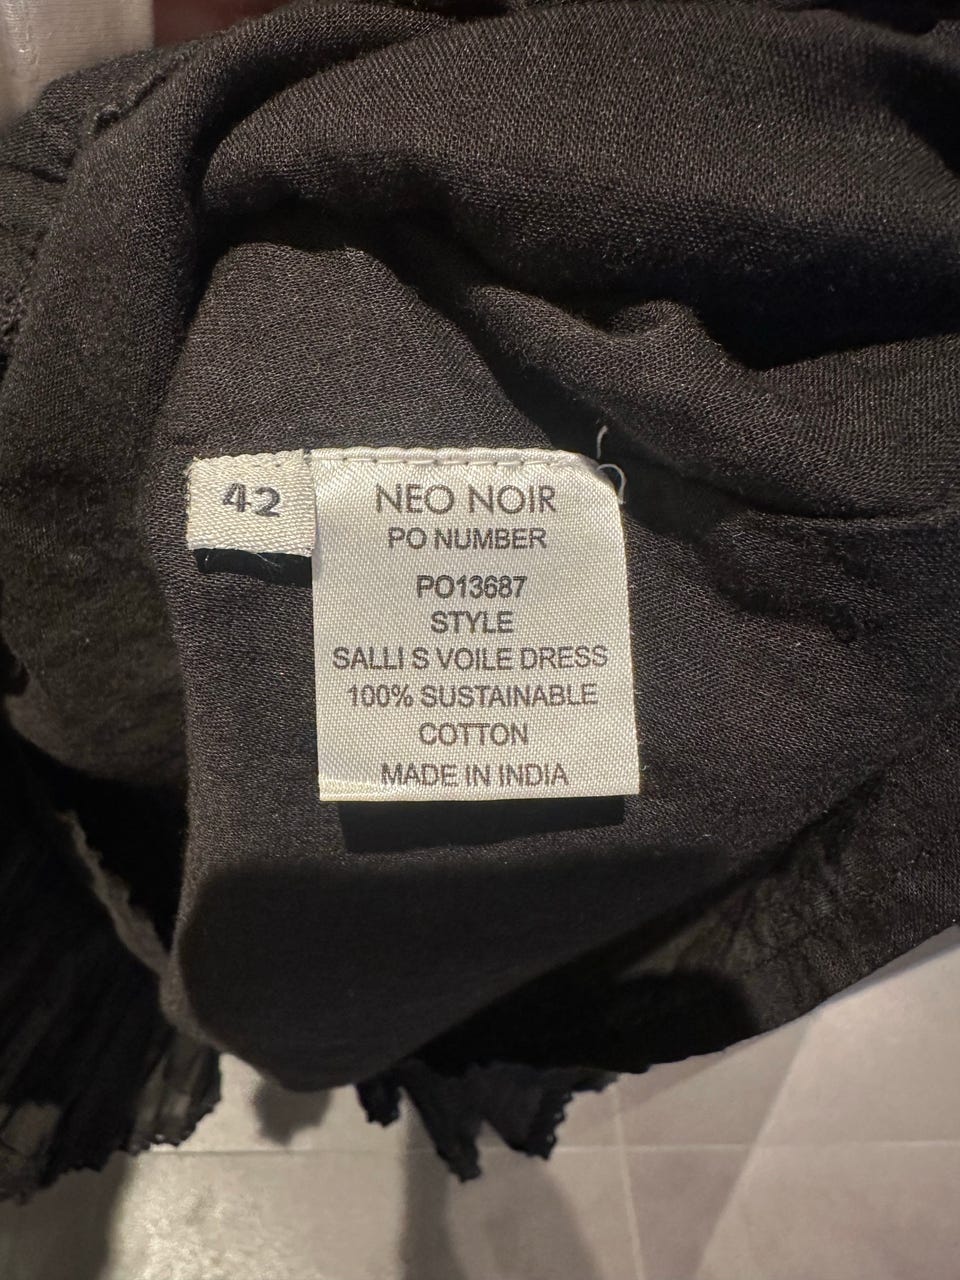 42
NEO NOIR
PO NUMBER
PO13687
STYLE
SALLI S VOILE DRESS
100% SUSTAINABLE
COTTON
MADE IN INDIA